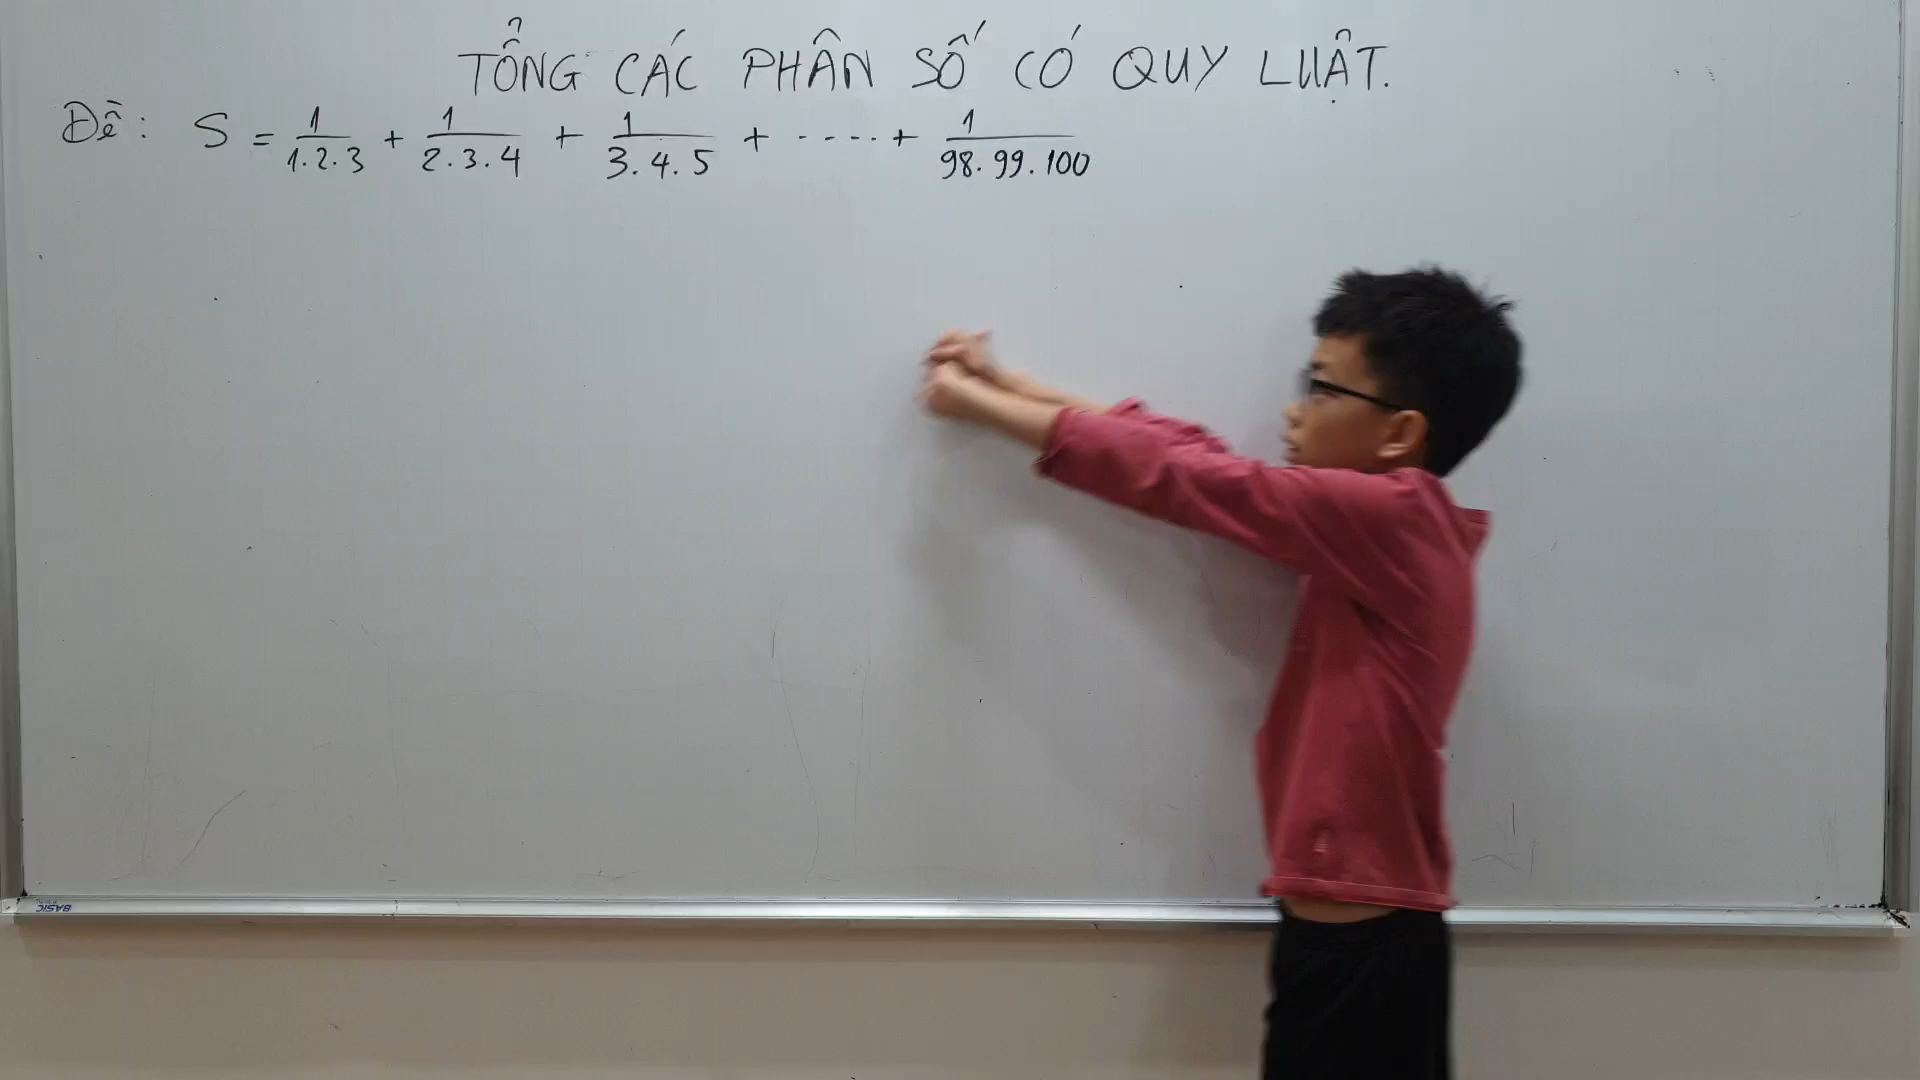 TỔNG CÁC PHÂN SỐ CÓ QUY LUẬT.
Đề: S = 1/1.2.3 + 1/2.3.4 + 1/3.4.5 + ---- + 1/98.99.100
BASIC